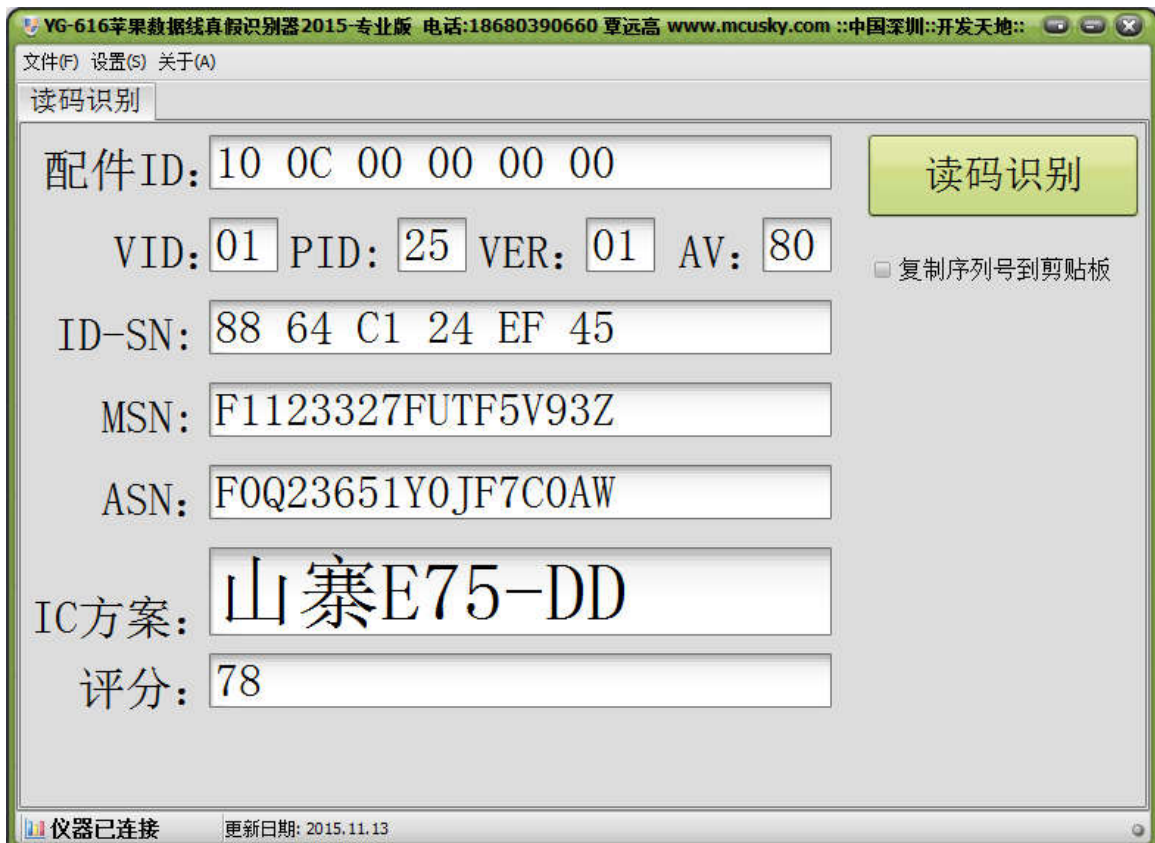 YG-616苹果数据线真假识别器2015-专业版 电话:18680390660 覃远高 www.mcusky.com ::中国深圳::开发天地::
文件(F) 设置(S) 关于(A)
读码识别
配件ID: 10 0C 00 00 00 00
读码识别
VID: 01 PID: 25 VER: 01 AV: 80
复制序列号到剪贴板
ID-SN: 88 64 C1 24 EF 45
MSN: F1123327FUTF5V93Z
ASN: F0Q23651Y0JF7C0AW
IC方案: 山寨E75-DD
评分: 78
仪器已连接 更新日期: 2015.11.13